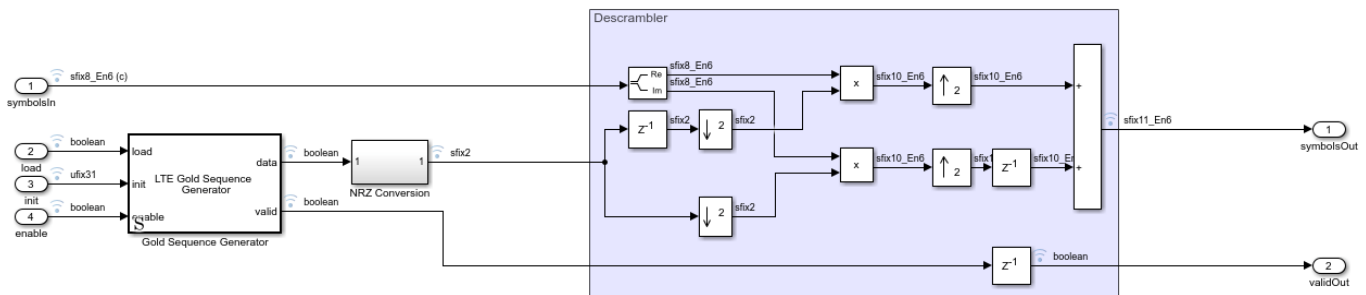 Descrambler
1
sfix8_En6 (c)
symbolsIn
Re
Im
sfix8_En6
sfix8_En6
x
sfix10_En6
2
sfix10_En6
+
Z-1
sfix2
2
sfix2
sfix11_En6
1
symbolsOut
2
boolean
load
3
ufix31
init
4
boolean
enable
load
init
enable
data
valid
LTE Gold Sequence
Generator
S
Gold Sequence Generator
boolean
1
1
NRZ Conversion
sfix2
boolean
x
sfix10_En6
2
sfix1
Z-1
sfix10_En
+
2
sfix2
Z-1
boolean
2
validOut